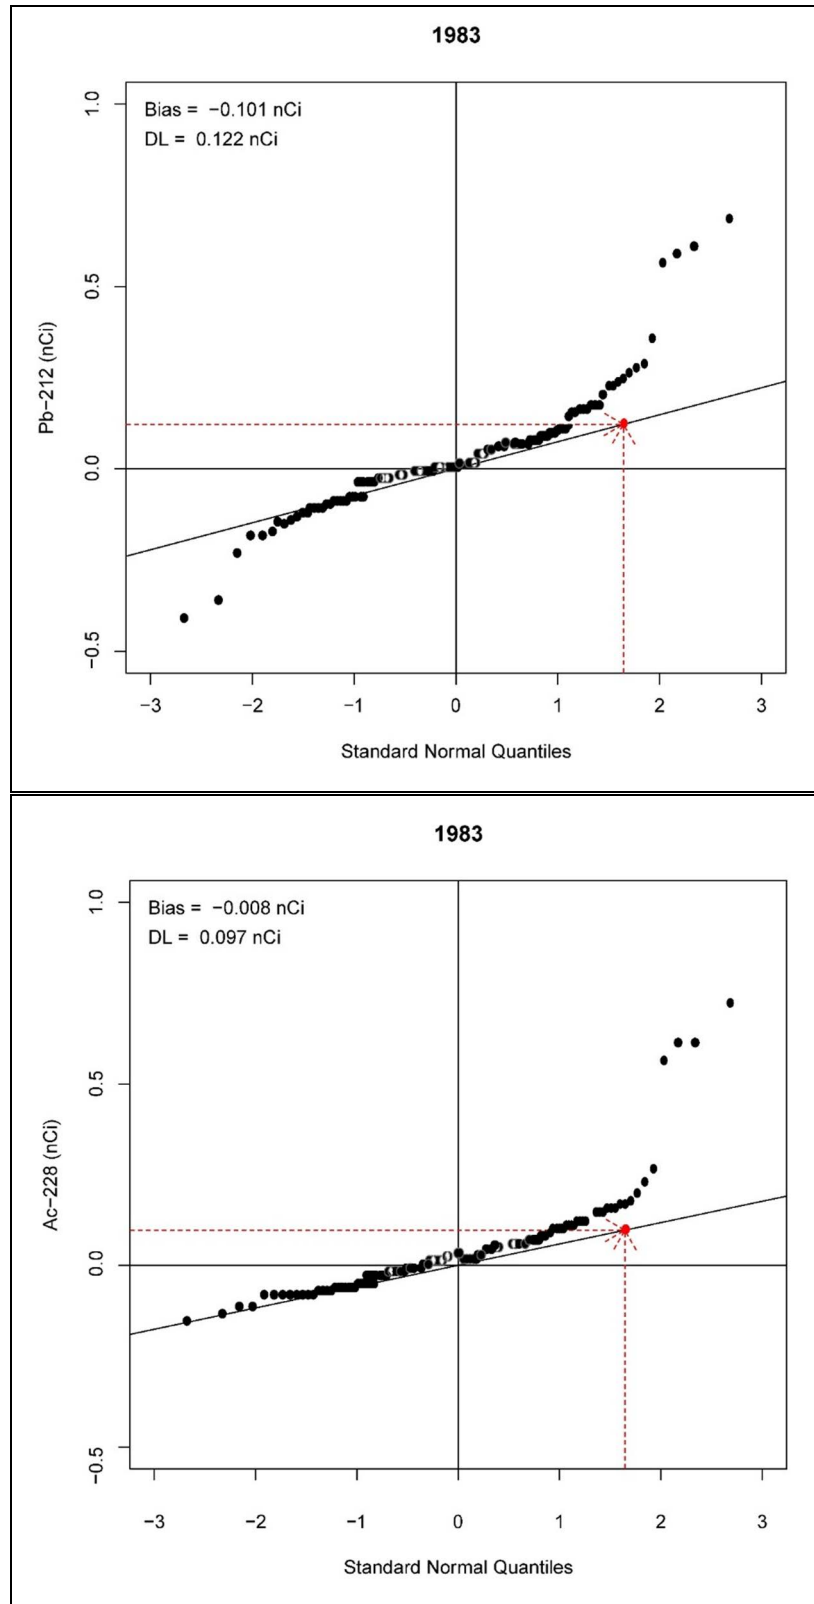 1983
Bias = −0.101 nCi
DL = 0.122 nCi
Pb−212 (nCi)
1.0
0.5
0.0
−0.5
−3 −2 −1 0 1 2 3
Standard Normal Quantiles
1983
Bias = −0.008 nCi
DL = 0.097 nCi
Ac−228 (nCi)
1.0
0.5
0.0
−0.5
−3 −2 −1 0 1 2 3
Standard Normal Quantiles